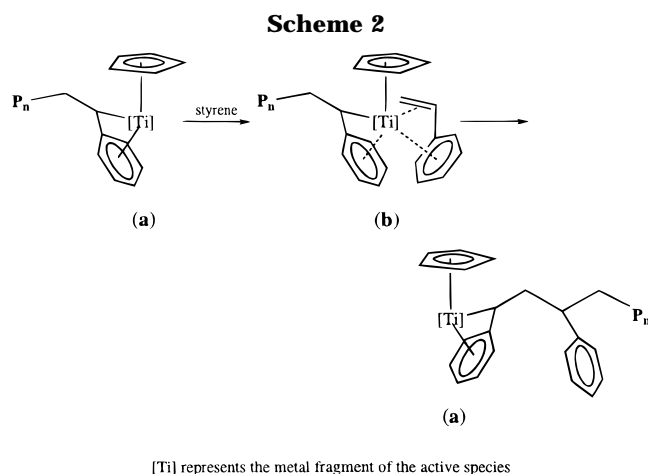 Scheme 2
Pn
[Ti]
styrene
Pn
[Ti]
(a)
(b)
[Ti]
Pn
(a)
[Ti] represents the metal fragment of the active species